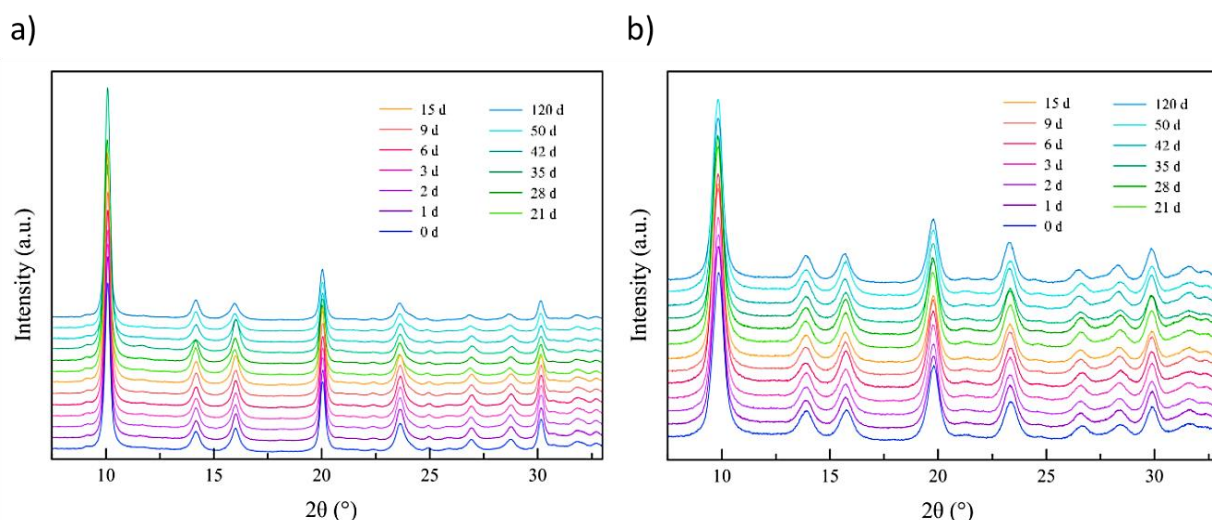 a)
15 d 120 d
9 d 50 d
6 d 42 d
3 d 35 d
2 d 28 d
1 d 21 d
0 d
Intensity (a.u.)
10 15 20 25 30
2θ (°)
b)
15 d 120 d
9 d 50 d
6 d 42 d
3 d 35 d
2 d 28 d
1 d 21 d
0 d
Intensity (a.u.)
10 15 20 25 30
2θ (°)